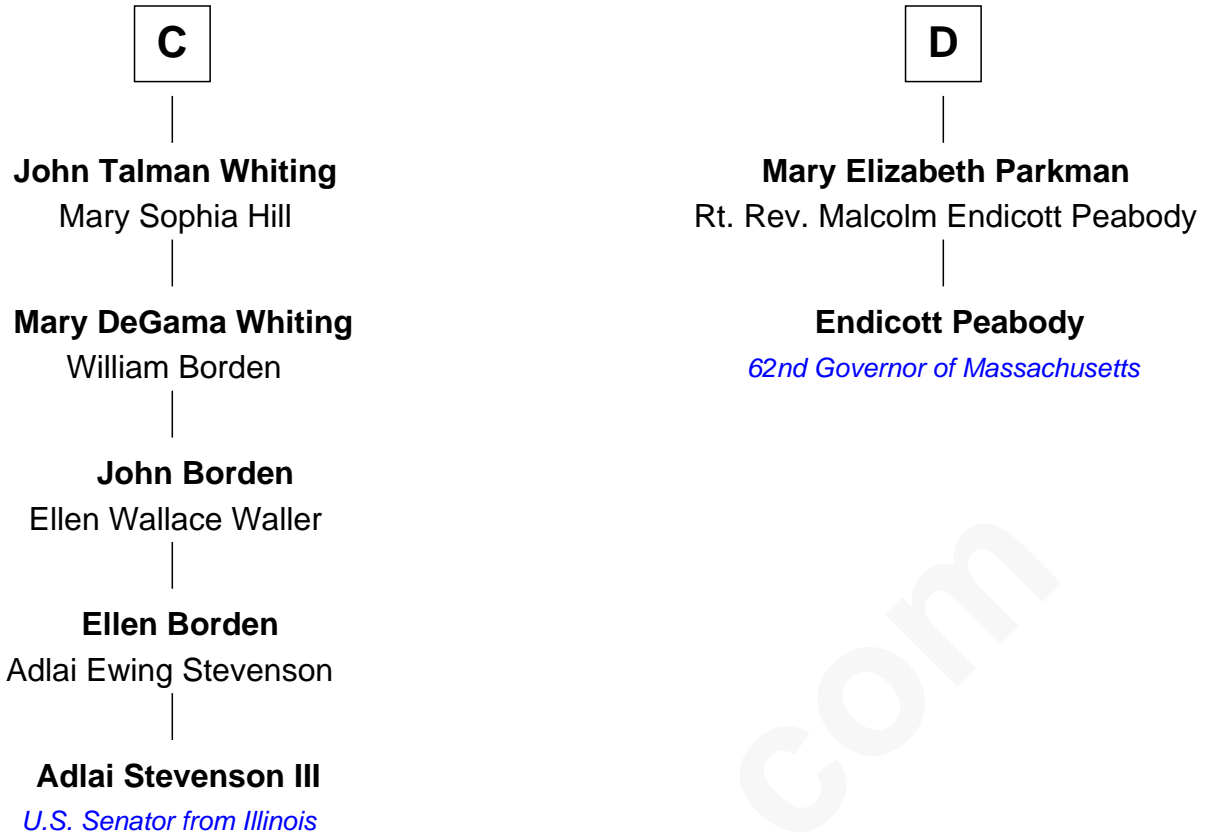 C
John Talman Whiting
Mary Sophia Hill
Mary DeGama Whiting
William Borden
John Borden
Ellen Wallace Waller
Ellen Borden
Adlai Ewing Stevenson
Adlai Stevenson III
U.S. Senator from Illinois
D
Mary Elizabeth Parkman
Rt. Rev. Malcolm Endicott Peabody
Endicott Peabody
62nd Governor of Massachusetts
com